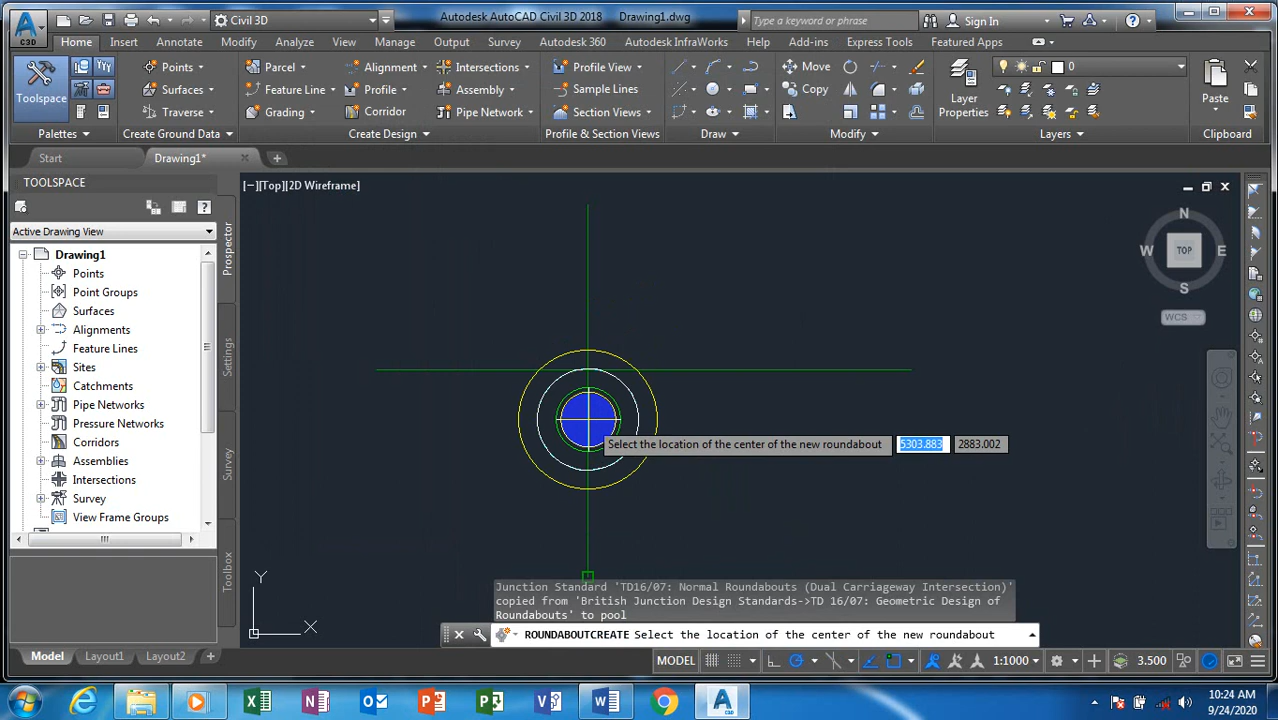 Civil 3D
Autodesk AutoCAD Civil 3D 2018 Drawing1.dwg
Type a keyword or phrase
Sign In
C3D
Home Insert Annotate Modify Analyze View Manage Output Survey Autodesk 360 Autodesk InfraWorks Help Add-ins Express Tools Featured Apps
Toolspace
Points
Surfaces
Traverse
Parcel
Feature Line
Grading
Alignment
Profile
Corridor
Intersections
Assembly
Pipe Network
Profile View
Sample Lines
Section Views
Move
Copy
Layer
Properties
0
Paste
Palettes Create Ground Data Create Design Profile & Section Views Draw Modify Layers Clipboard
Start Drawing1*
TOOLSPACE
Active Drawing View
Drawing1
Points
Point Groups
Surfaces
Alignments
Feature Lines
Sites
Catchments
Pipe Networks
Pressure Networks
Corridors
Assemblies
Intersections
Survey
View Frame Groups
Prospector
Settings
Survey
Toolbox
[−][Top][2D Wireframe]
N
W TOP E
S
WCS
Select the location of the center of the new roundabout 5303.883 2883.002
Y
X
Junction Standard 'TD16/07: Normal Roundabouts (Dual Carriageway Intersection)'
copied from 'British Junction Design Standards->TD 16/07: Geometric Design of
Roundabouts' to pool
ROUNDABOUTCREATE Select the location of the center of the new roundabout
Model Layout1 Layout2
MODEL 1:1000 3.500
10:24 AM
9/24/2020